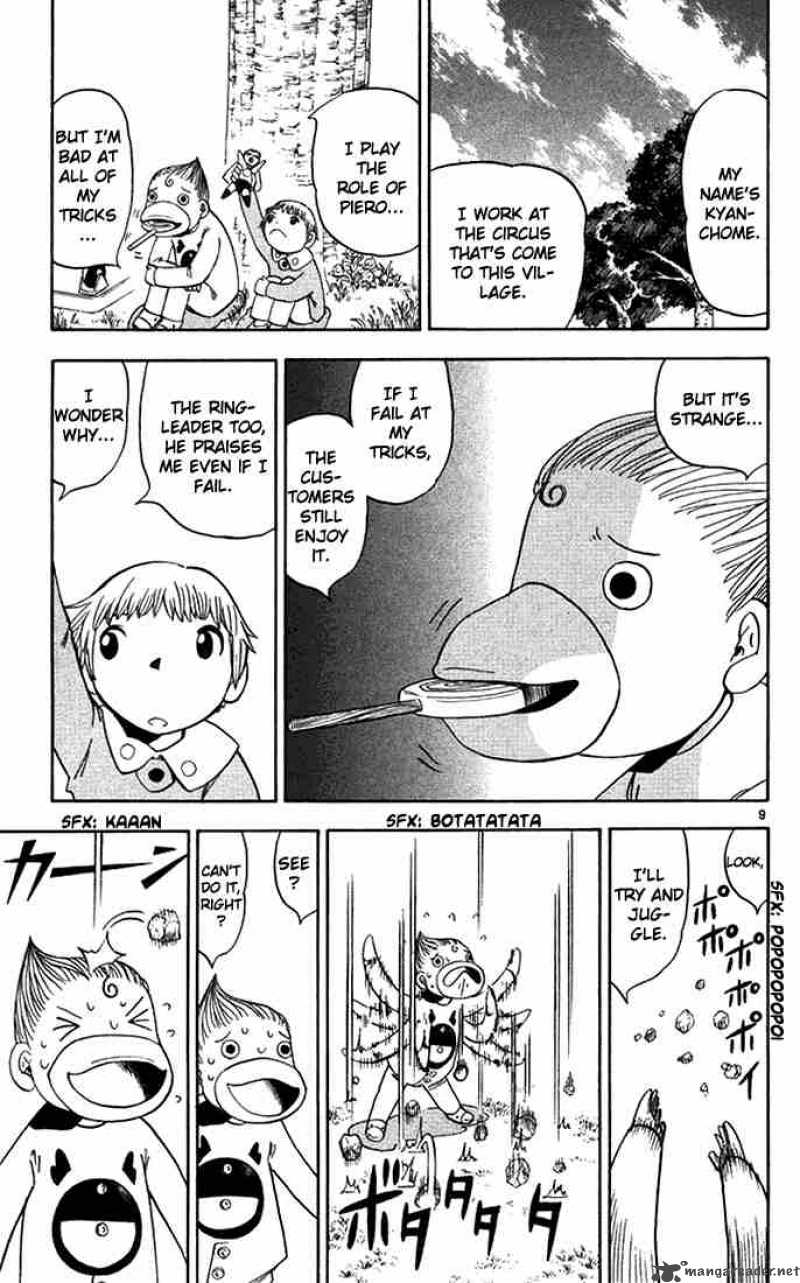 MY
NAME'S
KYAN-
CHOME.
I WORK AT
THE CIRCUS
THAT'S COME
TO THIS VIL-
LAGE.
I PLAY
THE
ROLE OF
PIERO...
BUT I'M
BAD AT
ALL OF
MY
TRICKS
...
BUT IT'S
STRANGE...
IF I
FAIL AT
MY
TRICKS,
THE
CUS-
TOMERS
STILL
ENJOY
IT.
THE RING-
LEADER TOO,
HE PRAISES
ME EVEN IF I
FAIL.
I
WONDER
WHY...
9
LOOK,
I'LL
TRY AND
JUG-
GLE.
SFX: POPOPOPOPOI
ポポポポポイ
SFX: BOTATATATA
ボタタタタ
SEE
?
CAN'T
DO IT,
RIGHT
?
SFX: KAAAN
カーーン
mangareader.net